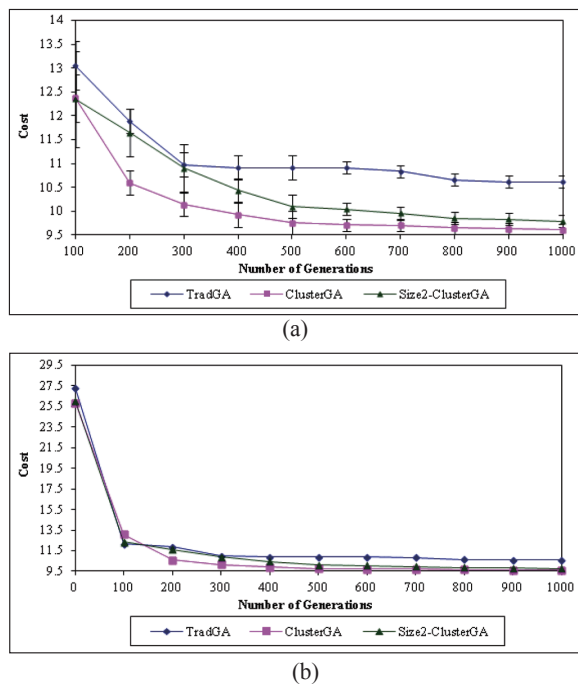 14
13.5
13
12.5
12
11.5
11
10.5
10
9.5
Cost
100 200 300 400 500 600 700 800 900 1000
Number of Generations
TradGA ClusterGA Size2-ClusterGA
(a)
29.5
27.5
25.5
23.5
21.5
19.5
17.5
15.5
13.5
11.5
9.5
Cost
0 100 200 300 400 500 600 700 800 900 1000
Number of Generations
TradGA ClusterGA Size2-ClusterGA
(b)